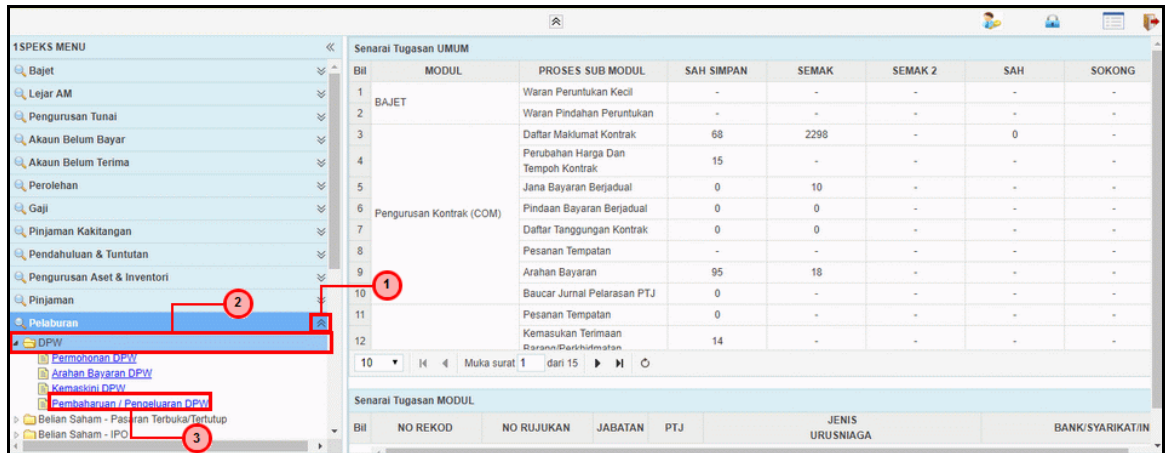 1SPEKS MENU
Bajet
Lejar AM
Pengurusan Tunai
Akaun Belum Bayar
Akaun Belum Terima
Perolehan
Gaji
Pinjaman Kakitangan
Pendahuluan & Tuntutan
Pengurusan Aset & Inventori
Pinjaman
Pelaburan
DPW
Permohonan DPW
Arahan Bayaran DPW
Kemaskini DPW
Pembaharuan / Pengeluaran DPW
Belian Saham - Pasaran Terbuka/Tertutup
Belian Saham - IPO
1
2
3
Senarai Tugasan UMUM
Bil MODUL PROSES SUB MODUL SAH SIMPAN SEMAK SEMAK 2 SAH SOKONG
1 BAJET Waran Peruntukan Kecil - - - - -
2 Waran Pindahan Peruntukan - - - - -
3 Pengurusan Kontrak (COM) Daftar Maklumat Kontrak 68 2298 - 0 -
4 Perubahan Harga Dan
Tempoh Kontrak 15 - - - -
5 Jana Bayaran Berjadual 0 10 - - -
6 Pindaan Bayaran Berjadual 0 0 - - -
7 Daftar Tanggungan Kontrak 0 0 - - -
8 Pesanan Tempatan - - - - -
9 Arahan Bayaran 95 18 - - -
10 Baucar Jurnal Pelarasan PTJ 0 - - - -
11 Pesanan Tempatan 0 - - - -
12 Kemasukan Terimaan
Barang/Perkhidmatan 14 - - - -
10 Muka surat 1 dari 15
Senarai Tugasan MODUL
Bil NO REKOD NO RUJUKAN JABATAN PTJ JENIS
URUSNIAGA BANK/SYARIKAT/IN